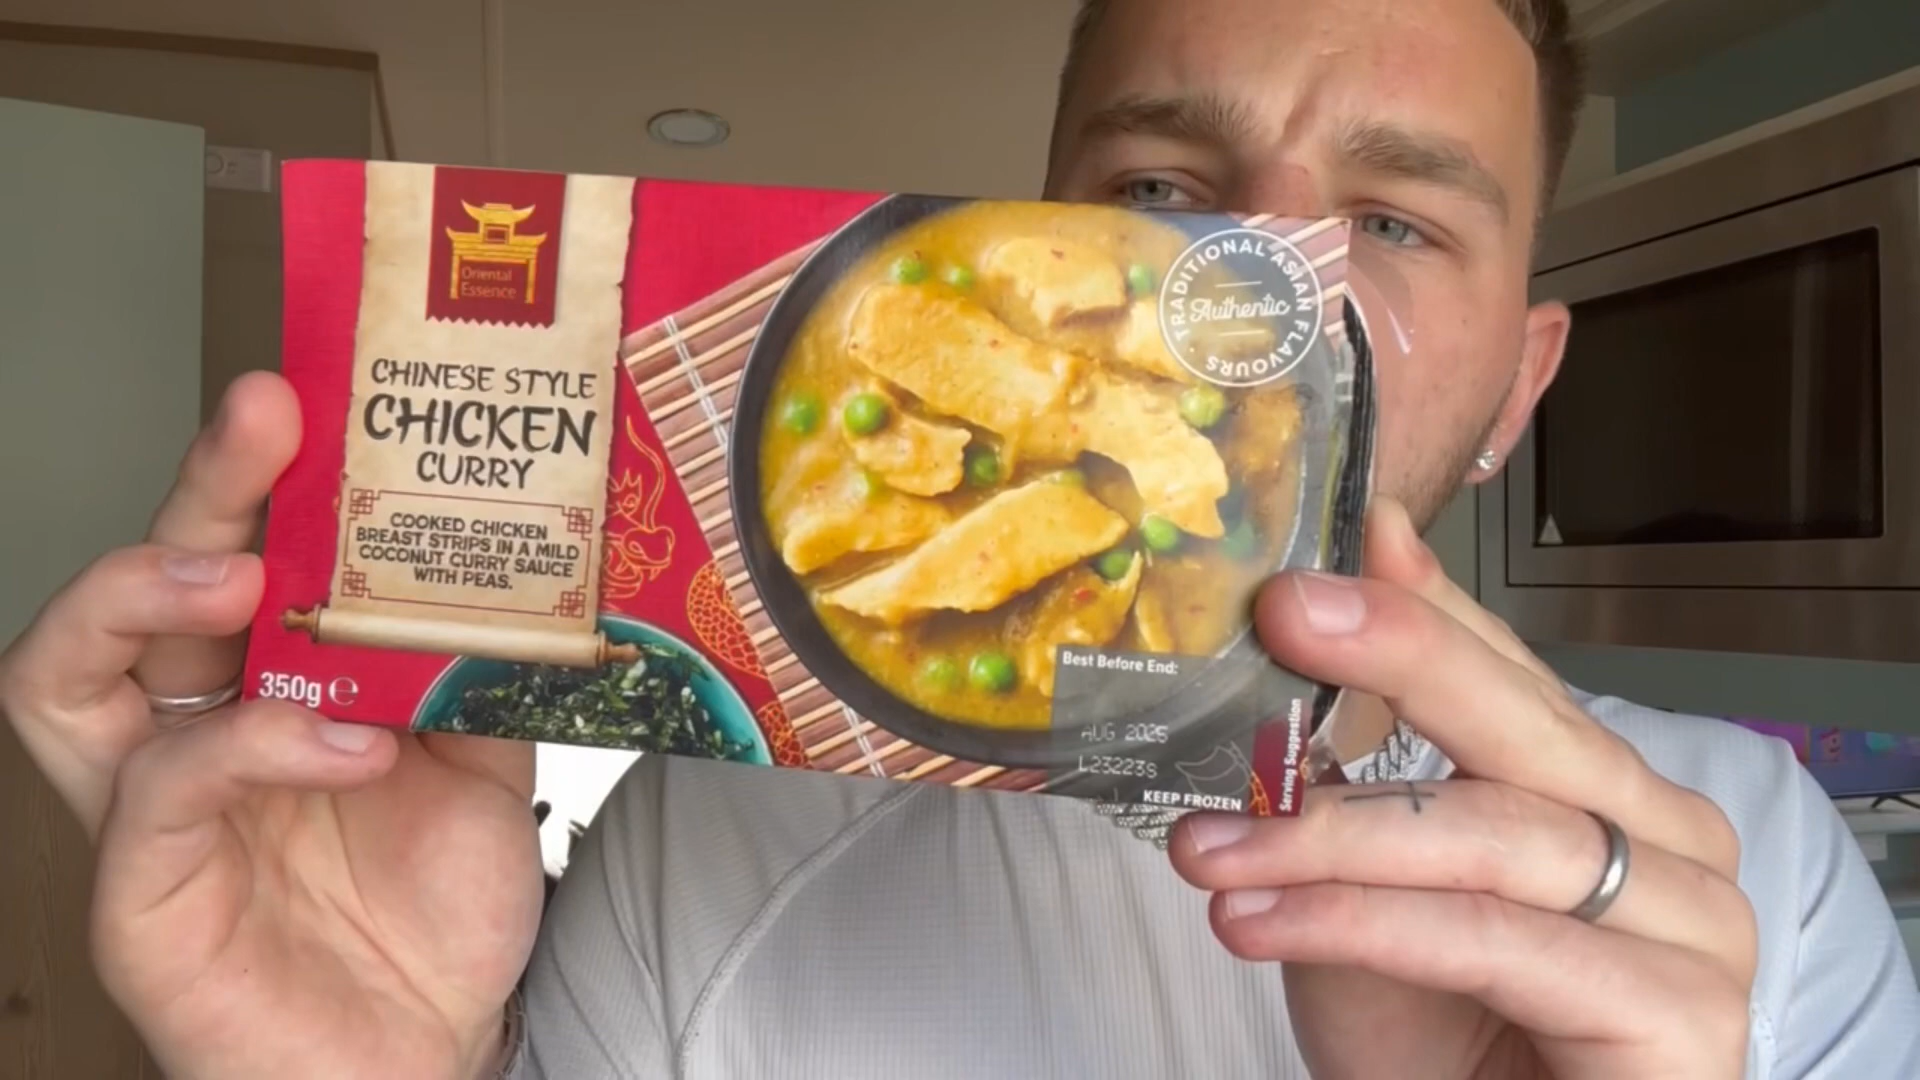 Oriental
Essence
CHINESE STYLE
CHICKEN
CURRY
COOKED CHICKEN
BREAST STRIPS IN A MILD
COCONUT CURRY SAUCE
WITH PEAS.
350g ℮
TRADITIONAL ASIAN FLAVOURS ·
Authentic
Best Before End:
AUG 2025
L23223S
KEEP FROZEN
Serving Suggestion